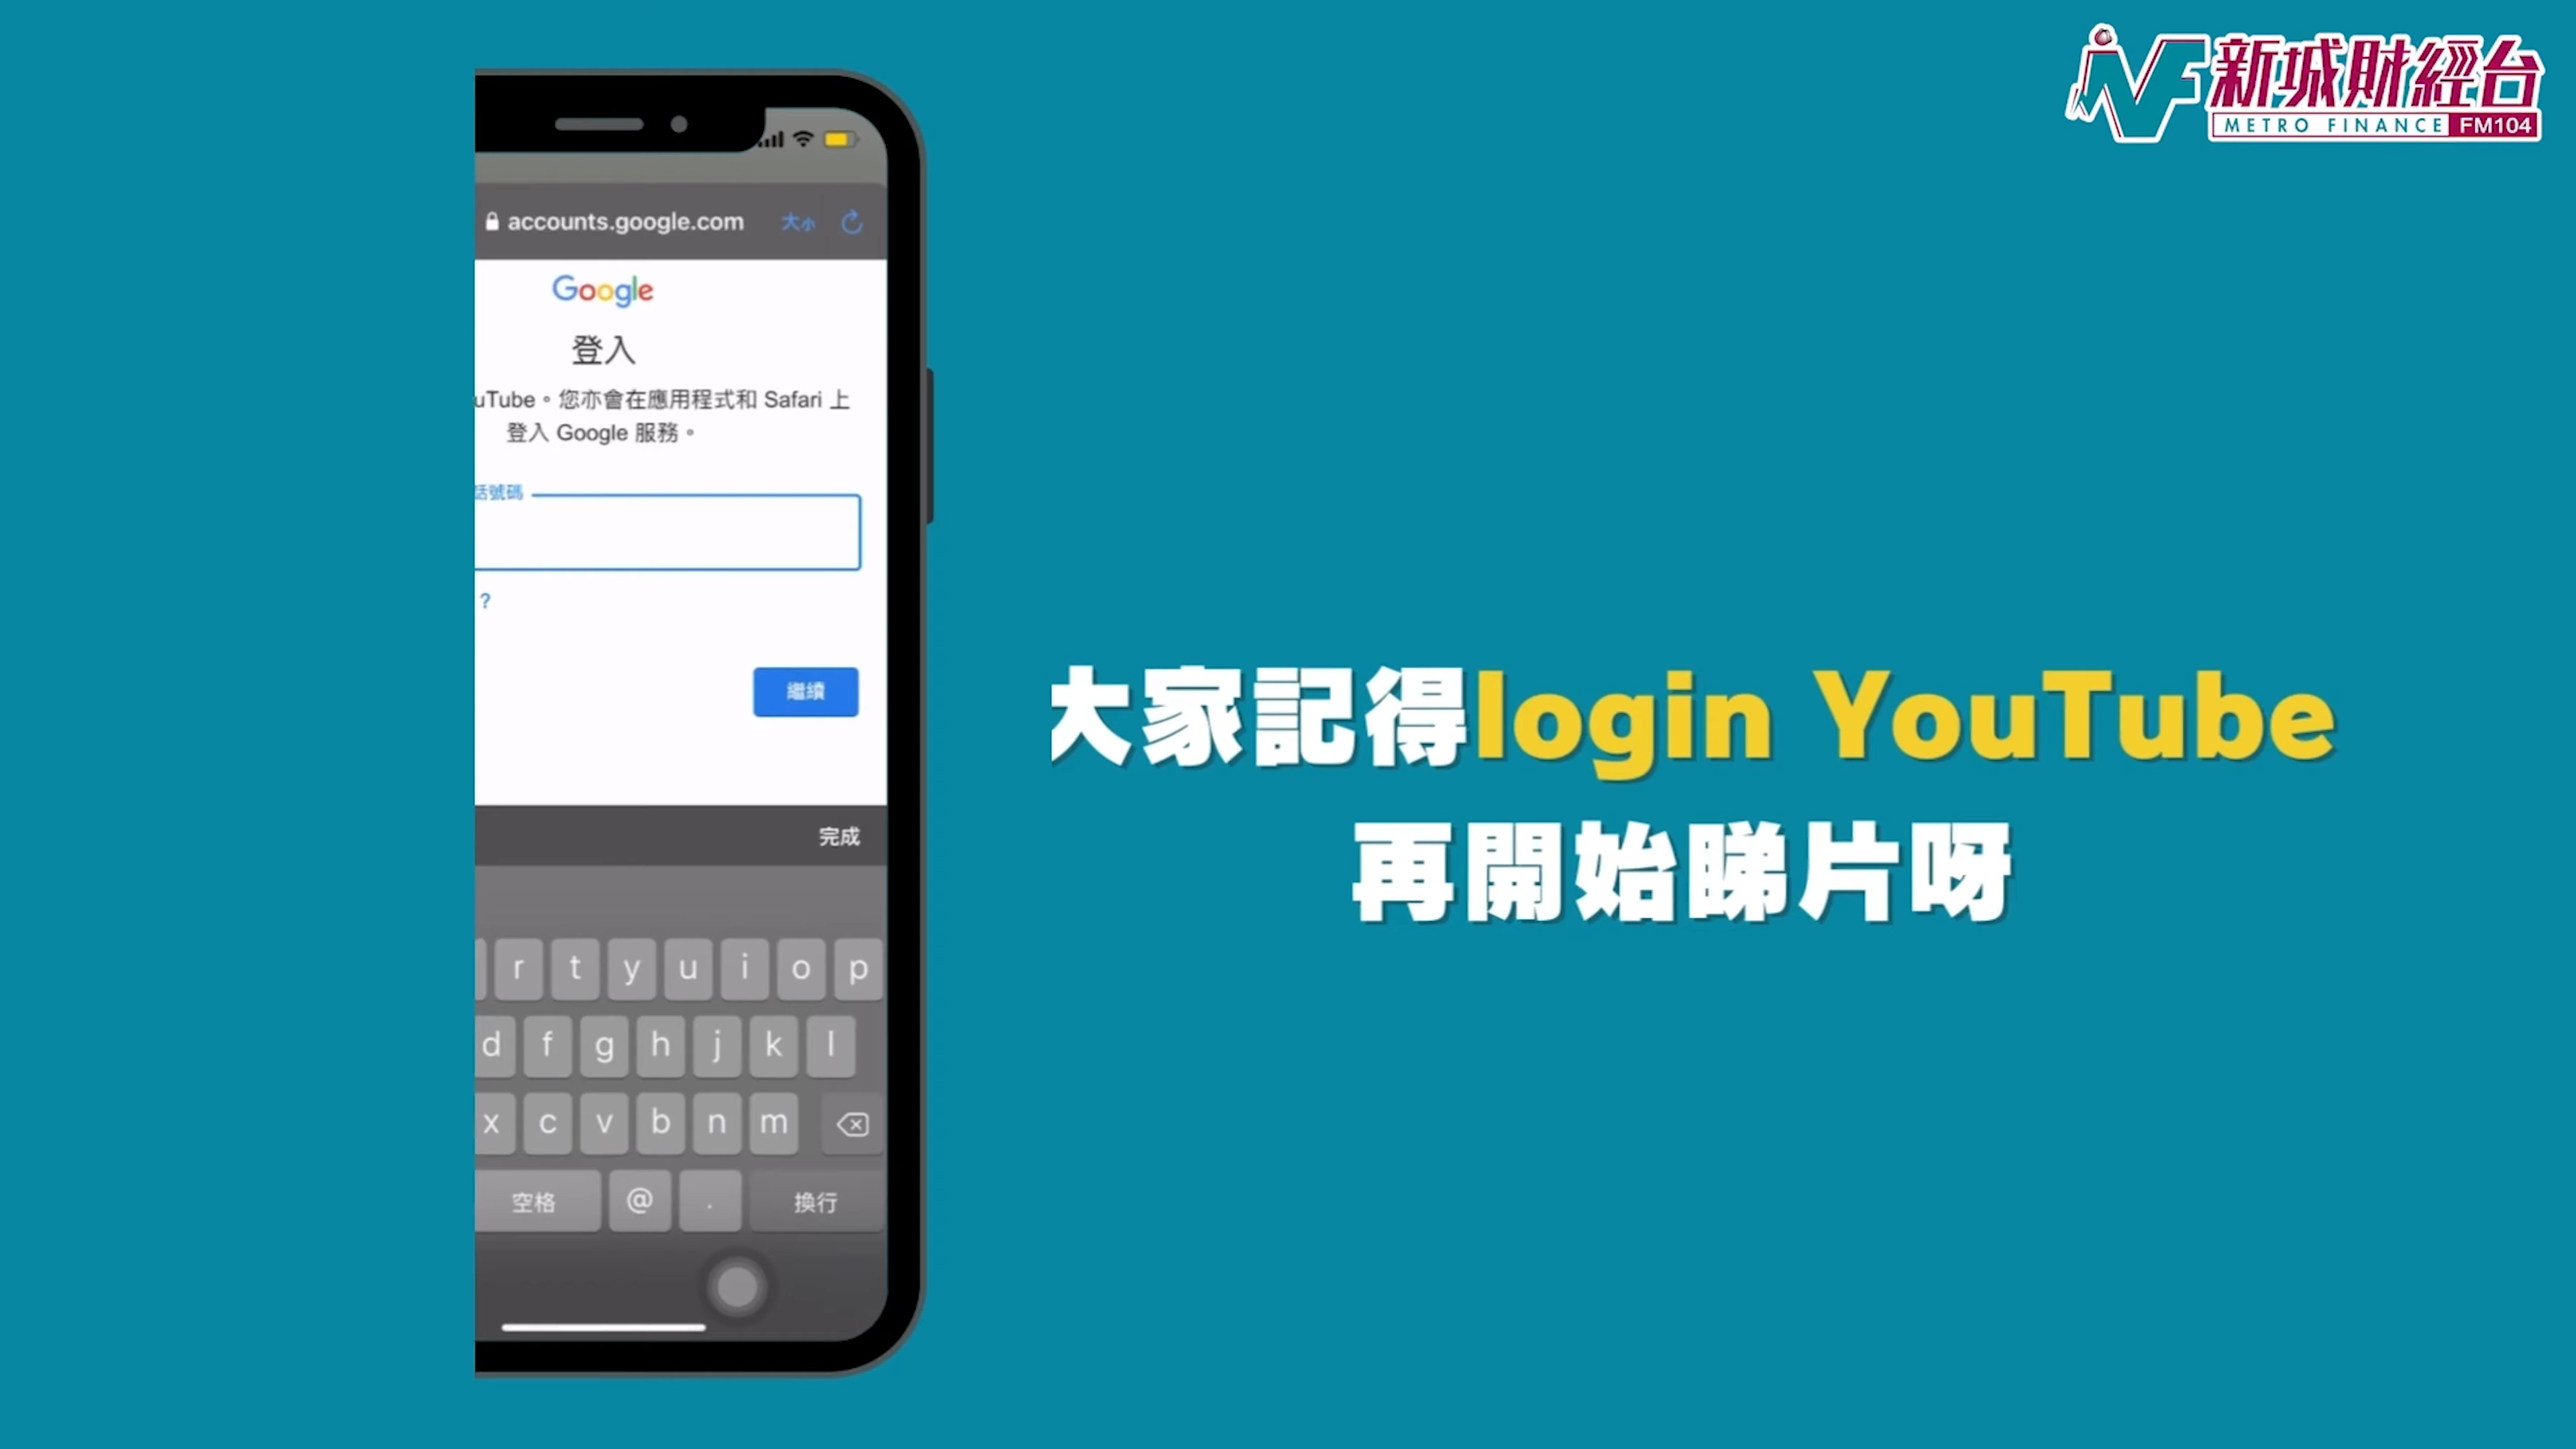 新城財經台
METRO FINANCE FM104
accounts.google.com 大小
Google
登入
uTube。您亦會在應用程式和 Safari 上
登入 Google 服務。
話號碼
?
繼續
大家記得login YouTube
再開始睇片呀
完成
r t y u i o p
d f g h j k l
x c v b n m
空格 @ . 換行